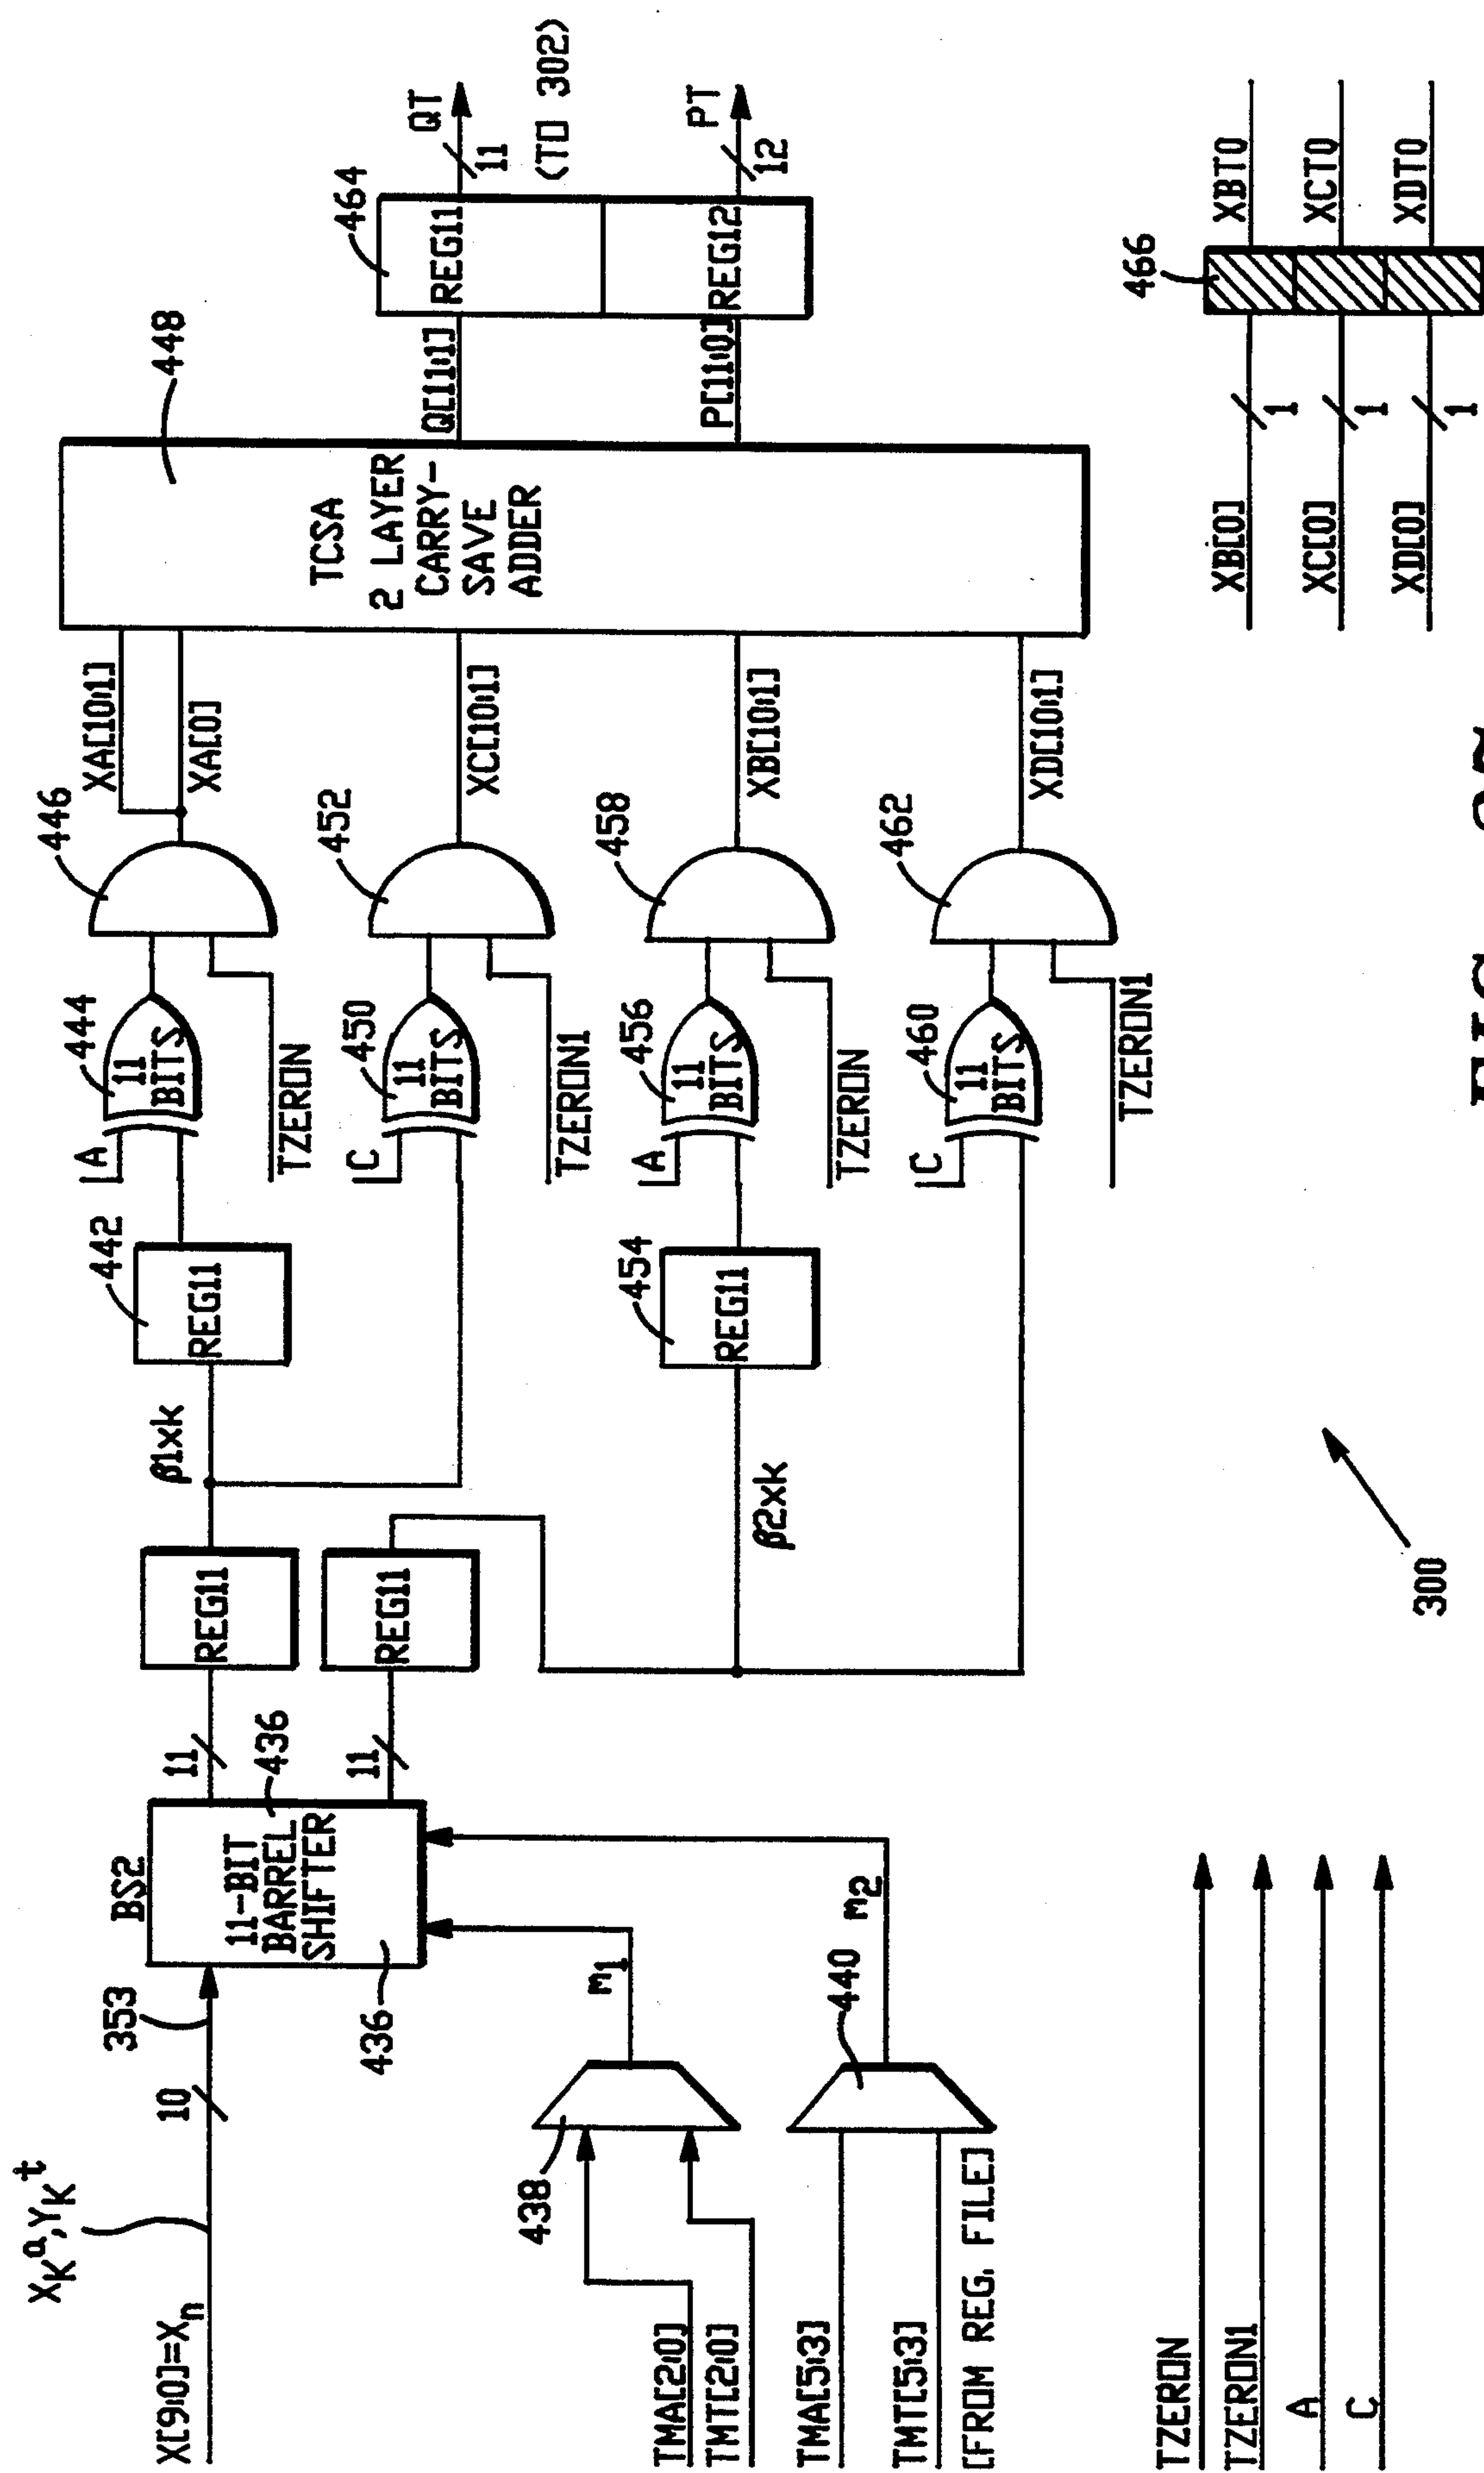 X_K^a,Y_K^t
X[9:0]=X_n
10
353
BS2
11-BIT
BARREL
SHIFTER
436
436
11
11
REG11
REG11
β1xk
β2xk
442
REG11
454
REG11
A
444
11
BITS
TZERON
446
XA[10:1]
XA[0]
C
450
11
BITS
TZERON1
452
XC[10:1]
A
456
11
BITS
TZERON
458
XB[10:1]
C
460
11
BITS
TZERON1
462
XD[10:1]
448
TCSA
2 LAYER
CARRY-
SAVE
ADDER
Q[11:1]
P[11:0]
464
REG11
REG12
QT
11
(TO 302)
PT
12
438
m_1
TMA[2:0]
TMT[2:0]
440
m_2
TMA[5:3]
TMT[5:3]
[FROM REG. FILE]
TZERON
TZERON1
A
C
300
466
XB[0]
1
XBT0
XC[0]
1
XCT0
XD[0]
1
XDT0